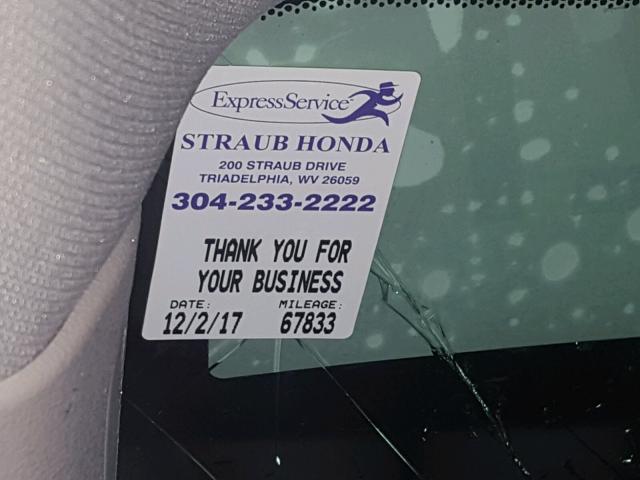 ExpressService
STRAUB HONDA
200 STRAUB DRIVE
TRIADELPHIA, WV 26059
304-233-2222
THANK YOU FOR
YOUR BUSINESS
DATE: MILEAGE:
12/2/17 67833